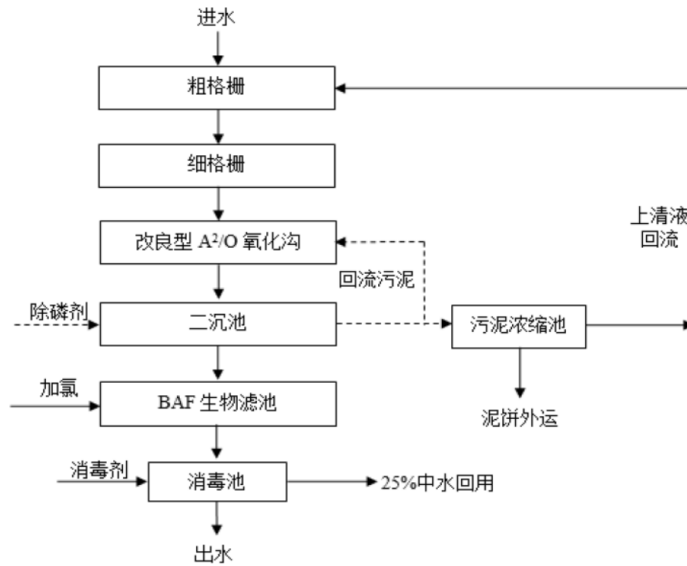 进水
粗格栅
细格栅
上清液
回流
改良型 A²/O 氧化沟
回流污泥
除磷剂
二沉池
污泥浓缩池
加氯
BAF 生物滤池
泥饼外运
消毒剂
消毒池
25%中水回用
出水